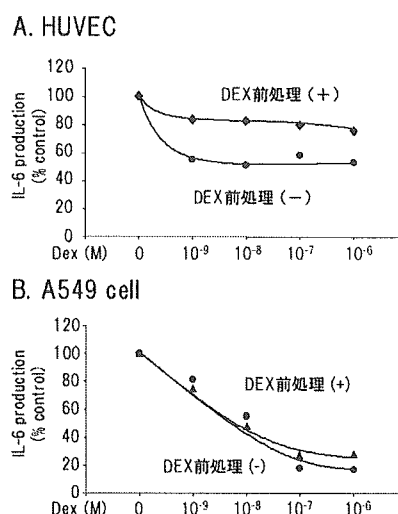 A. HUVEC
IL-6 production
(% control)
120
100
80
60
40
20
0
DEX前処理(+)
DEX前処理(-)
Dex (M) 0 10⁻⁹ 10⁻⁸ 10⁻⁷ 10⁻⁶
B. A549 cell
IL-6 production
(% control)
120
100
80
60
40
20
0
DEX前処理(+)
DEX前処理(-)
Dex (M) 0 10⁻⁹ 10⁻⁸ 10⁻⁷ 10⁻⁶